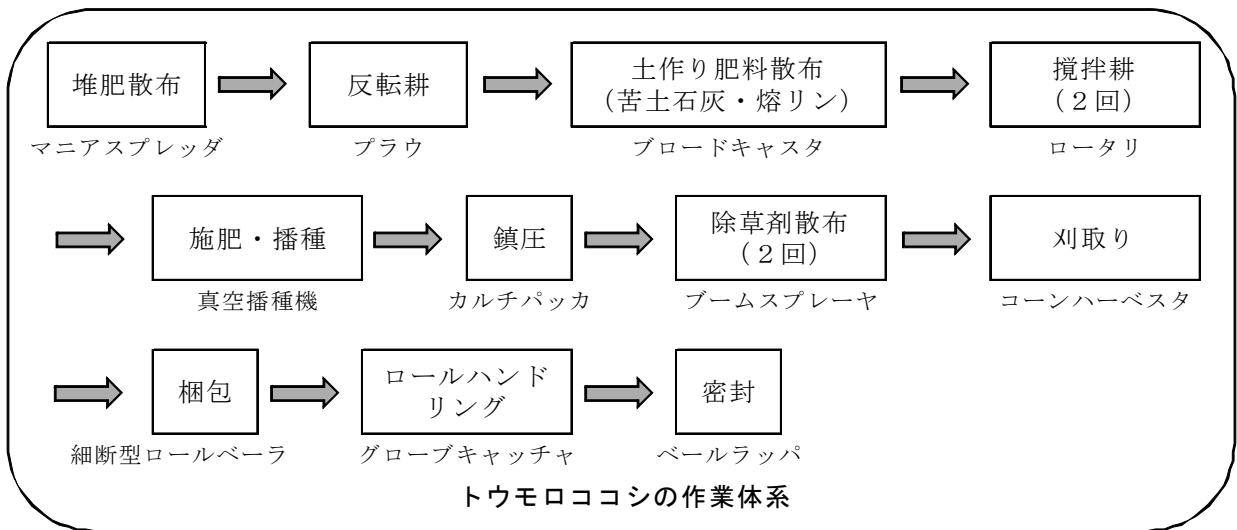 堆肥散布
反転耕
土作り肥料散布
(苦土石灰・熔リン)
撹拌耕
(2回)
マニアスプレッダ
プラウ
ブロードキャスタ
ロータリ
施肥・播種
鎮圧
除草剤散布
(2回)
刈取り
真空播種機
カルチパッカ
ブームスプレーヤ
コーンハーベスタ
梱包
ロールハンド
リング
密封
細断型ロールベーラ
グローブキャッチャ
ベールラッパ
トウモロココシの作業体系